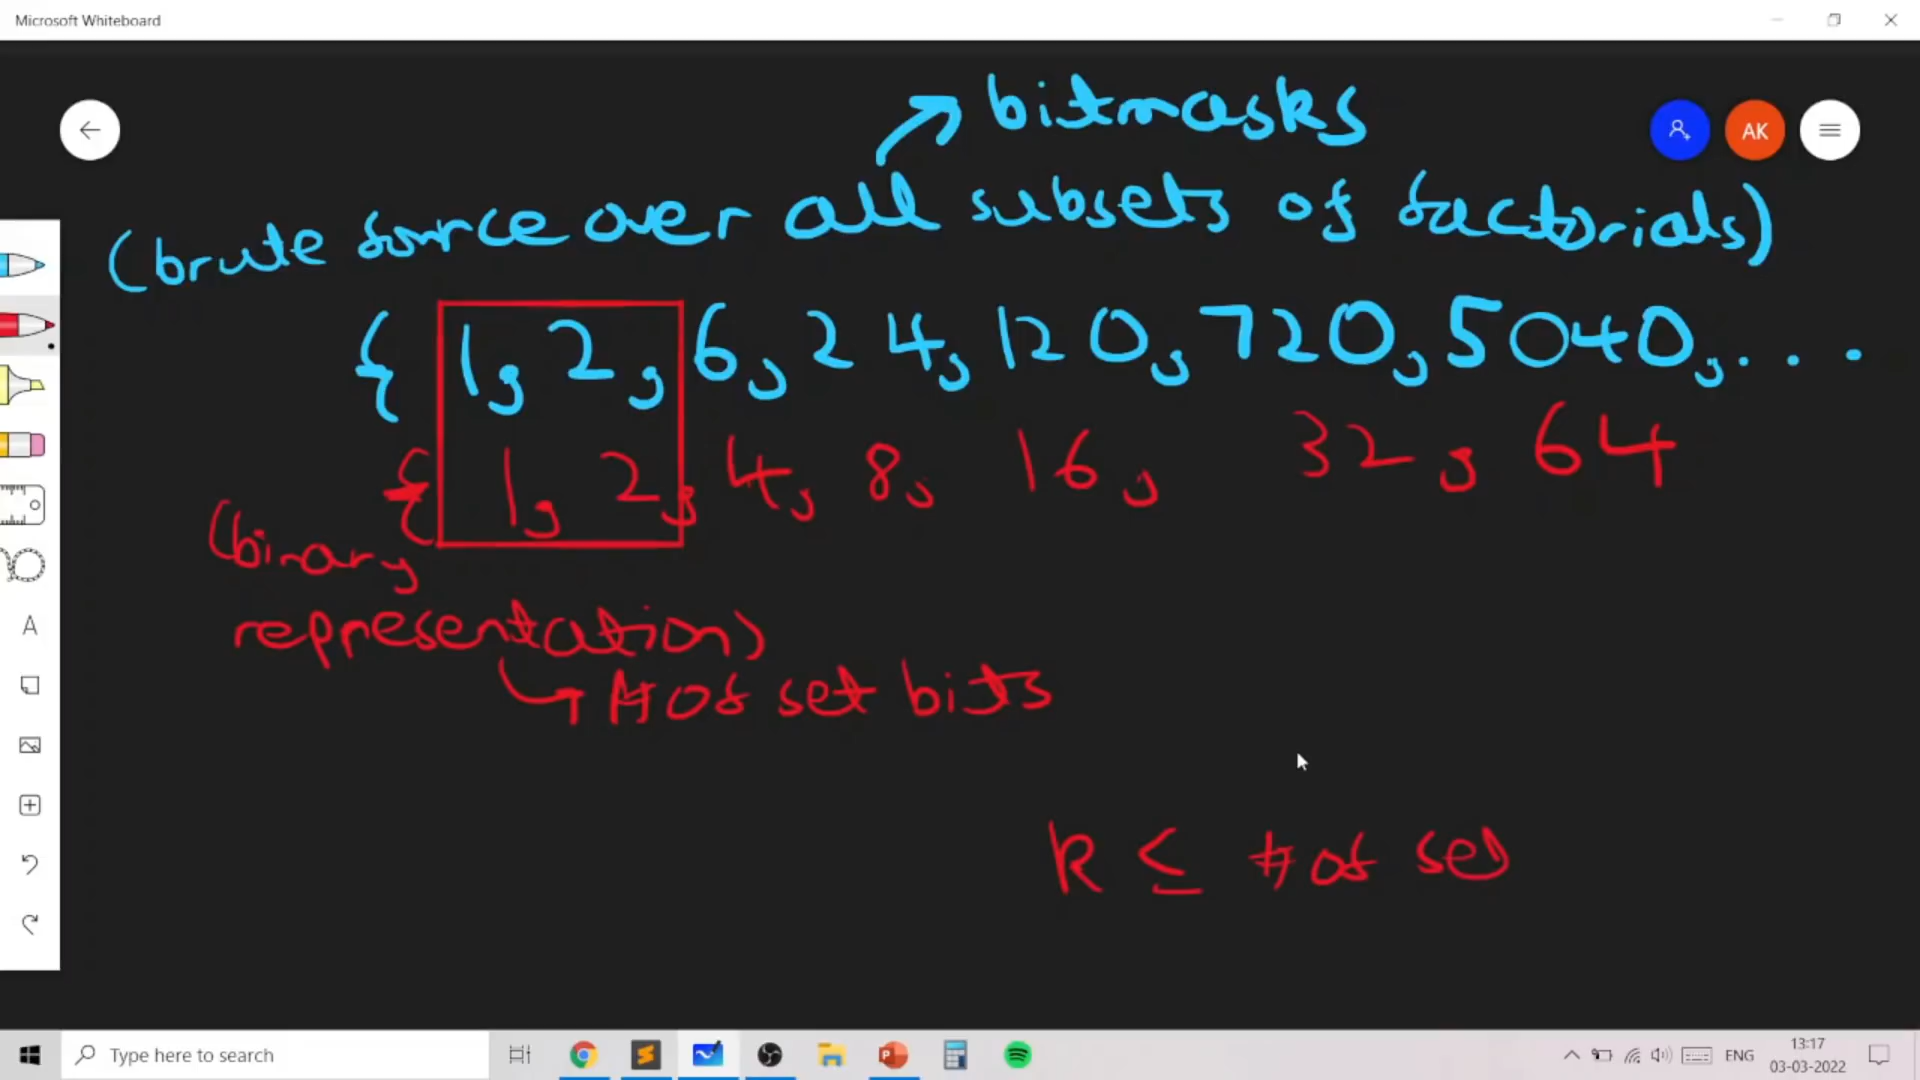 Microsoft Whiteboard
bitmasks
AK
(brute force over all subsets of factorials)
{ 1, 2, 6, 24, 120, 720, 5040, ...
{ 1, 2, 4, 8, 16, 32, 64
(binary
representation)
# of set bits
k ≤ # of set
A
Type here to search
ENG
13:17
03-03-2022